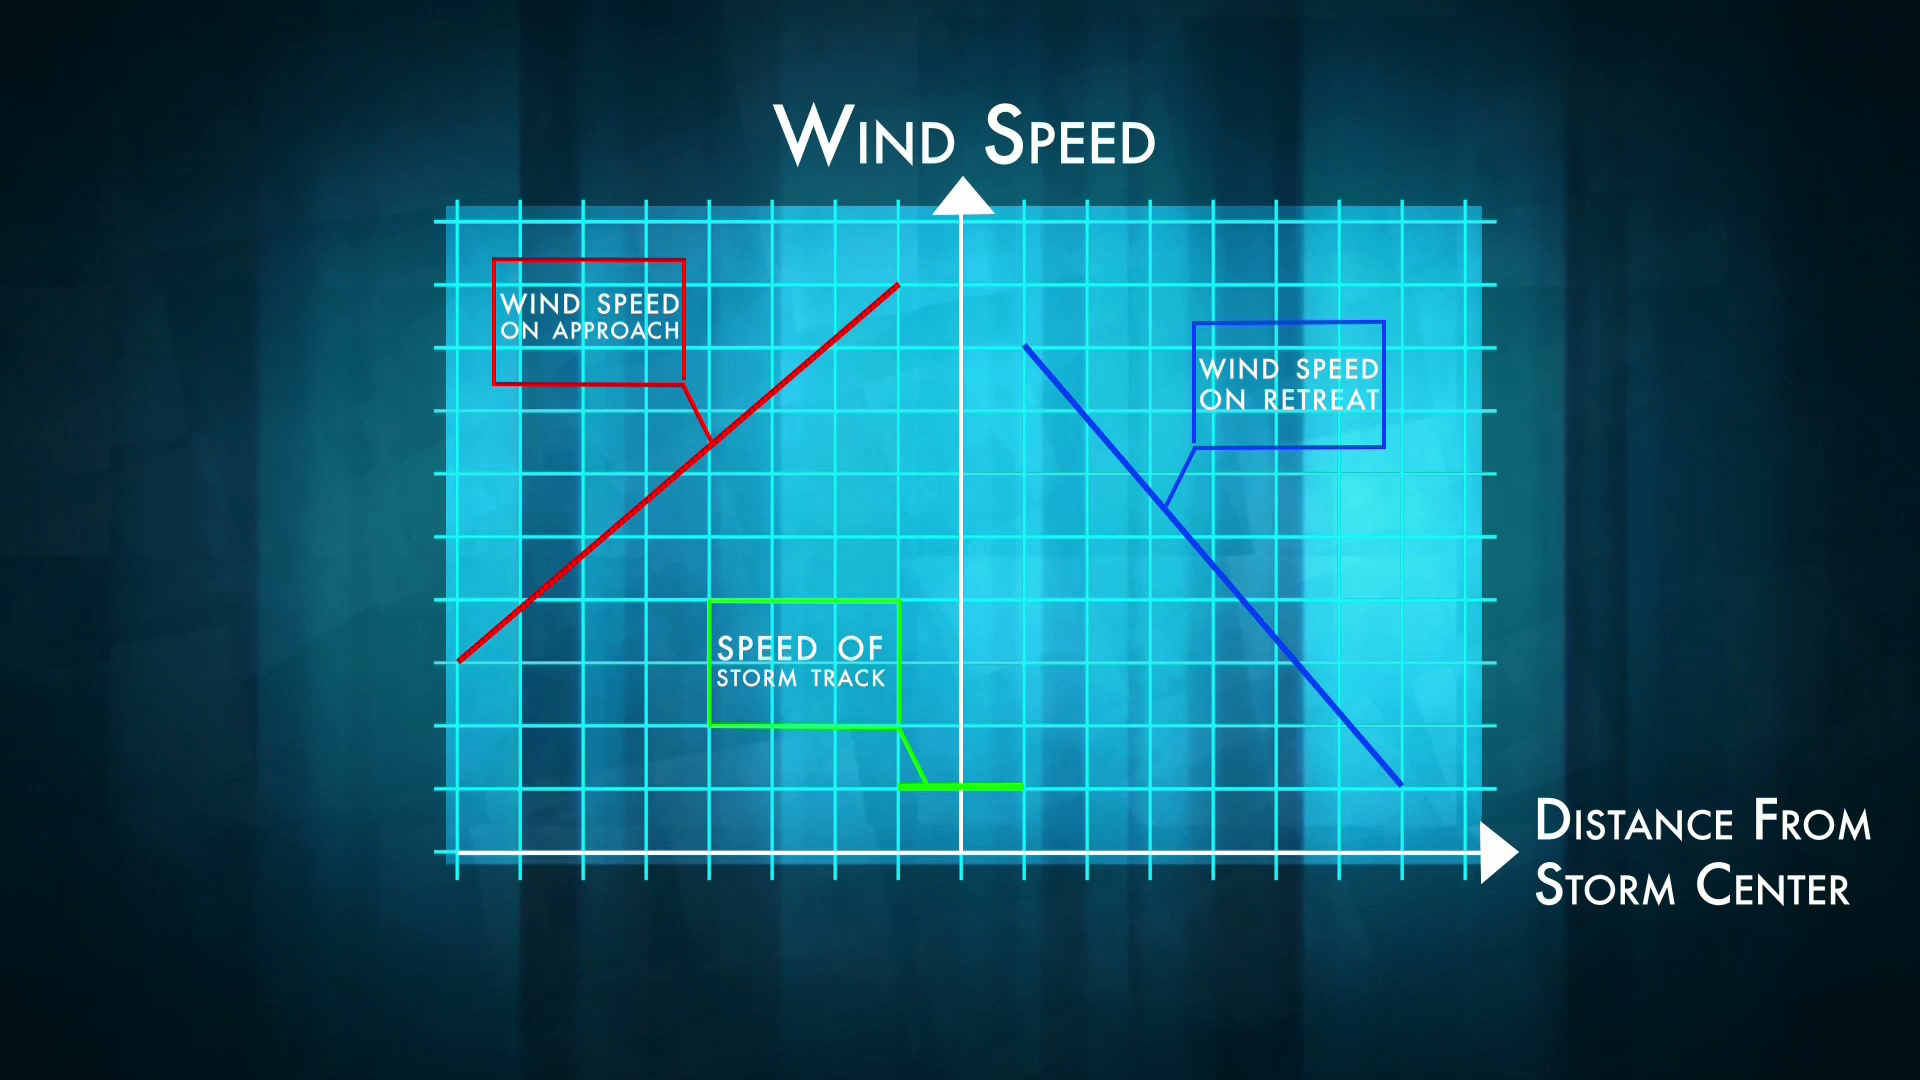 WIND SPEED
WIND SPEED
ON APPROACH
WIND SPEED
ON RETREAT
SPEED OF
STORM TRACK
DISTANCE FROM
STORM CENTER